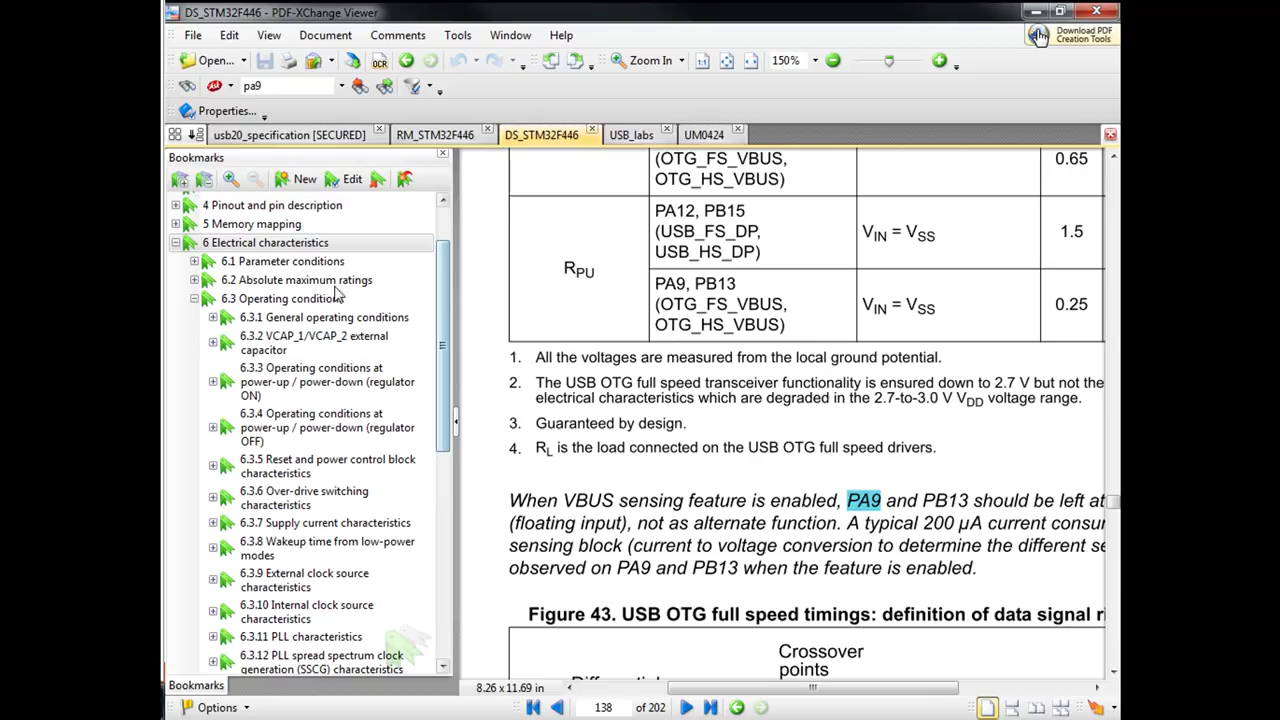 DS_STM32F446 - PDF-XChange Viewer
File Edit View Document Comments Tools Window Help
Download PDF
Creation Tools
Open... OCR Zoom In 150%
pa9
Properties...
usb20_specification [SECURED] RM_STM32F446 DS_STM32F446 USB_labs UM0424
Bookmarks
New Edit
4 Pinout and pin description
5 Memory mapping
6 Electrical characteristics
6.1 Parameter conditions
6.2 Absolute maximum ratings
6.3 Operating conditions
6.3.1 General operating conditions
6.3.2 VCAP_1/VCAP_2 external
capacitor
6.3.3 Operating conditions at
power-up / power-down (regulator
ON)
6.3.4 Operating conditions at
power-up / power-down (regulator
OFF)
6.3.5 Reset and power control block
characteristics
6.3.6 Over-drive switching
characteristics
6.3.7 Supply current characteristics
6.3.8 Wakeup time from low-power
modes
6.3.9 External clock source
characteristics
6.3.10 Internal clock source
characteristics
6.3.11 PLL characteristics
6.3.12 PLL spread spectrum clock
generation (SSCG) characteristics
Bookmarks
Options
(OTG_FS_VBUS, 0.65
OTG_HS_VBUS)
RPU
PA12, PB15
(USB_FS_DP, VIN = VSS 1.5
USB_HS_DP)
PA9, PB13
(OTG_FS_VBUS, VIN = VSS 0.25
OTG_HS_VBUS)
1. All the voltages are measured from the local ground potential.
2. The USB OTG full speed transceiver functionality is ensured down to 2.7 V but not the
electrical characteristics which are degraded in the 2.7-to-3.0 V VDD voltage range.
3. Guaranteed by design.
4. RL is the load connected on the USB OTG full speed drivers.
When VBUS sensing feature is enabled, PA9 and PB13 should be left at
(floating input), not as alternate function. A typical 200 µA current consu
sensing block (current to voltage conversion to determine the different se
observed on PA9 and PB13 when the feature is enabled.
Figure 43. USB OTG full speed timings: definition of data signal ri
Crossover
points
8.26 x 11.69 in
138 of 202